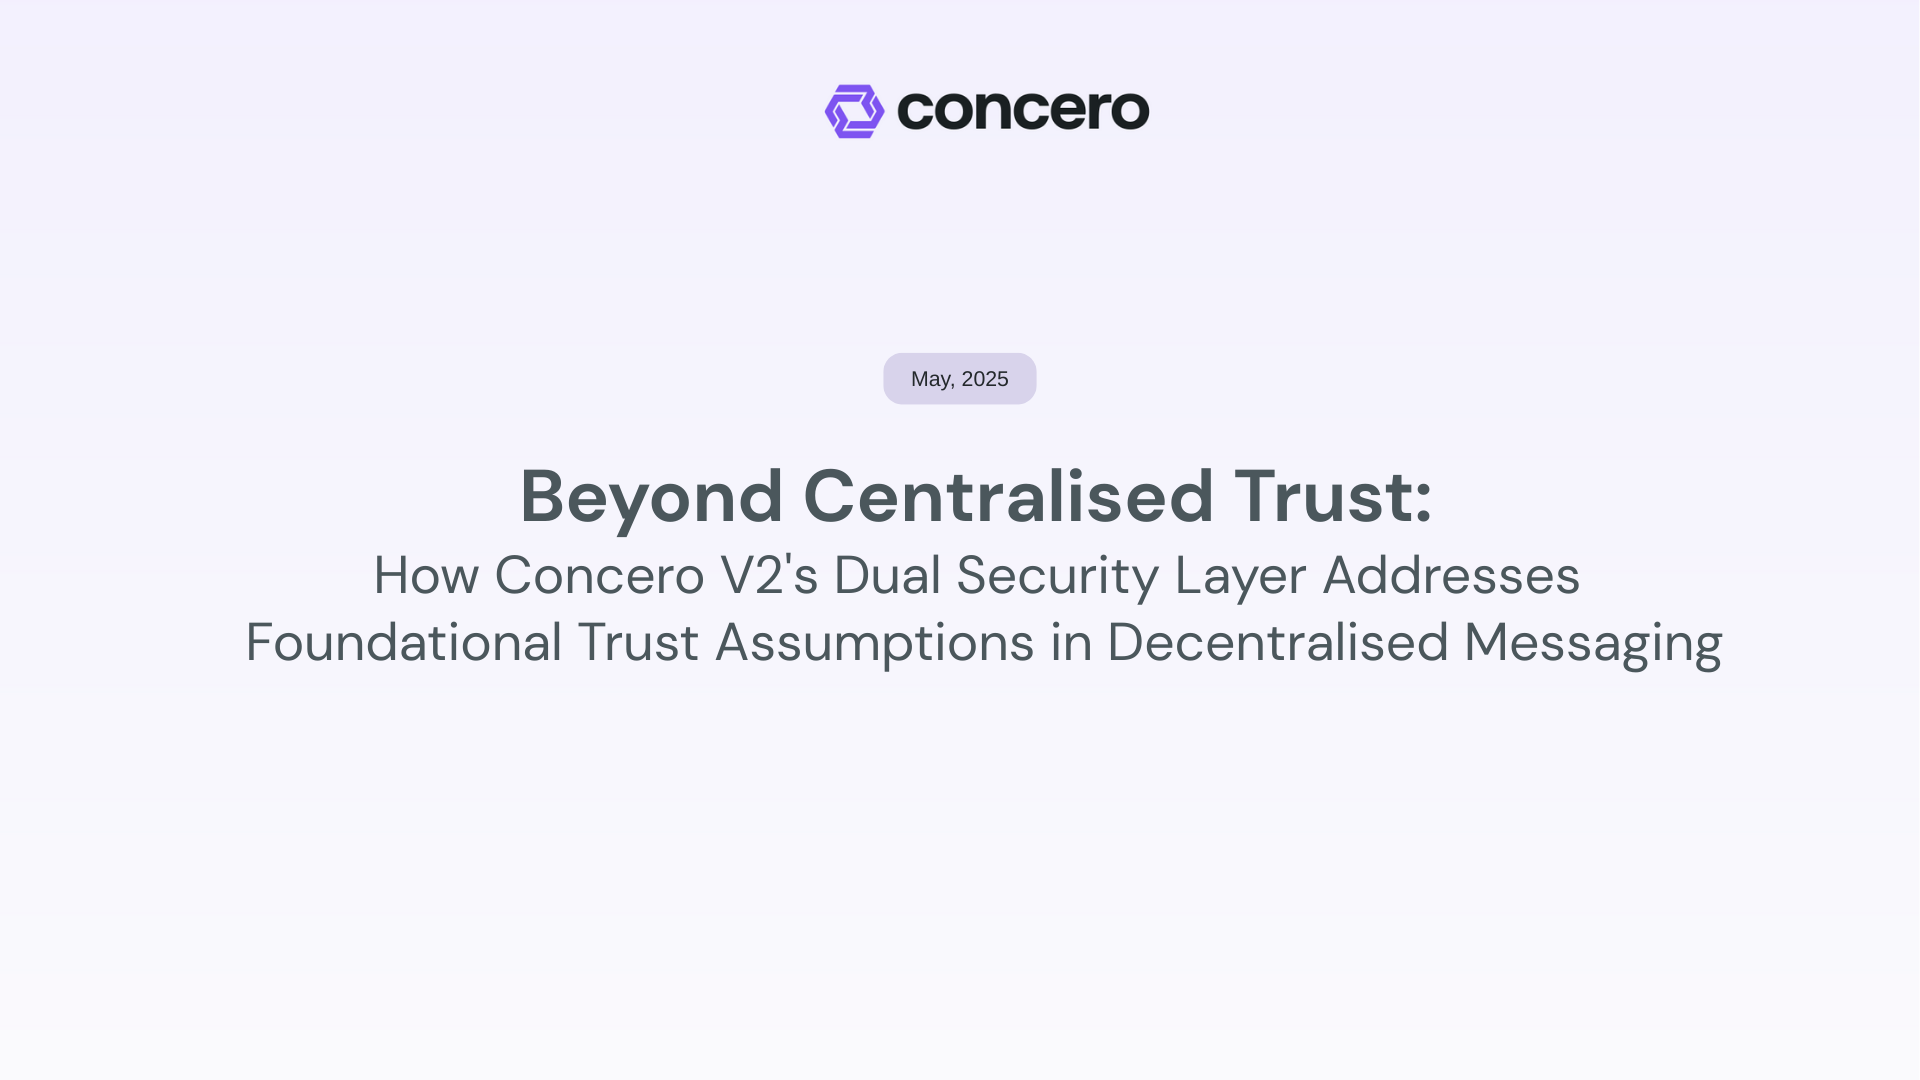 concero
May, 2025
Beyond Centralised Trust:
How Concero V2's Dual Security Layer Addresses
Foundational Trust Assumptions in Decentralised Messaging